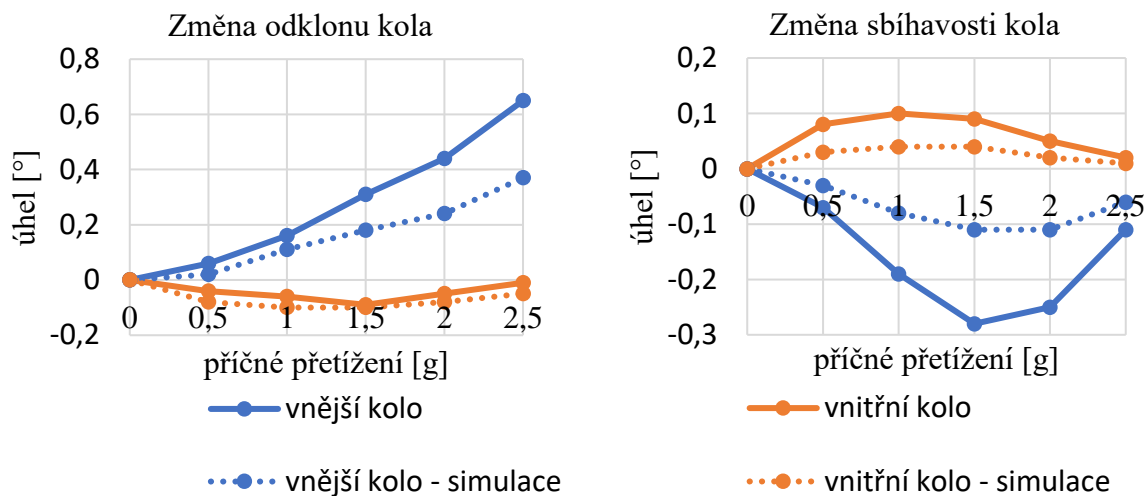 Změna odklonu kola
0,8
0,6
0,4
0,2
0
-0,2
úhel [°]
0
0,5
1
1,5
2
2,5
příčné přetížení [g]
Změna sbíhavosti kola
0,2
0,1
0
-0,1
-0,2
-0,3
úhel [°]
0
0,5
1
1,5
2
2,5
příčné přetížení [g]
vnější kolo
vnitřní kolo
vnější kolo - simulace
vnitřní kolo - simulace